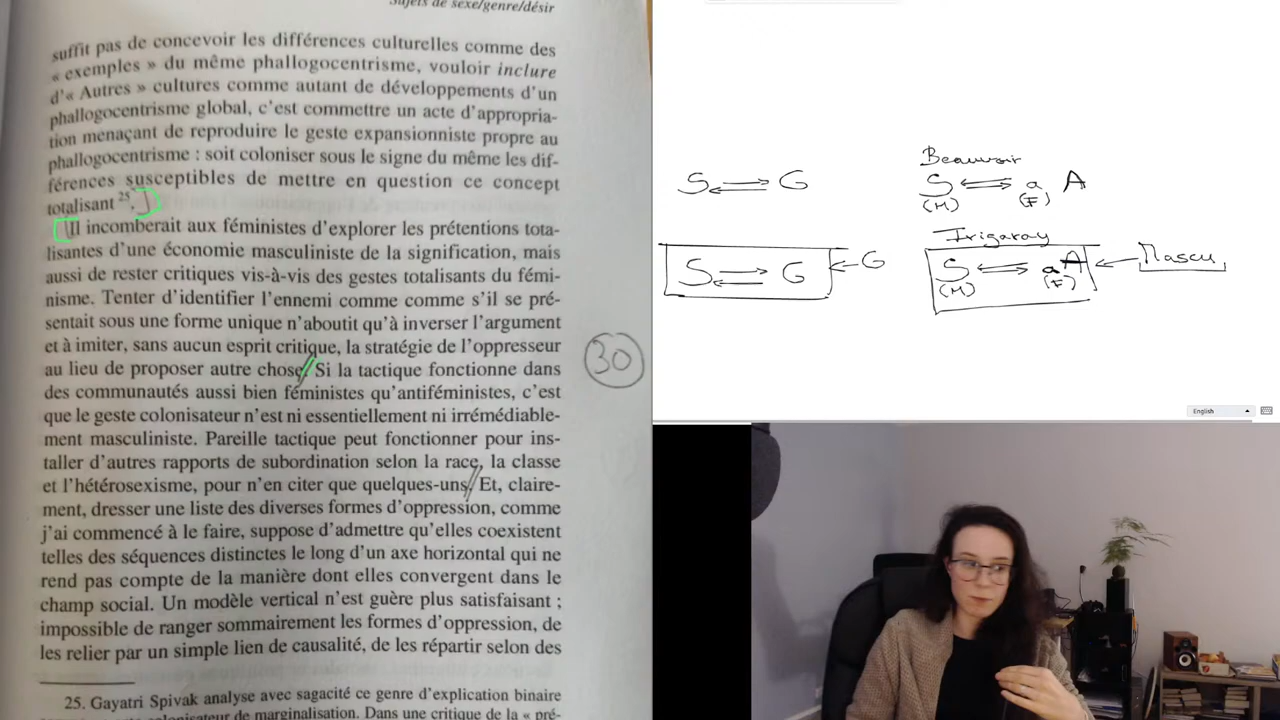 Sujets de sexe/genre/désir
suffit pas de concevoir les différences culturelles comme des
« exemples » du même phallogocentrisme, vouloir inclure
d'« Autres » cultures comme autant de développements d'un
phallogocentrisme global, c'est commettre un acte d'appropria-
tion menaçant de reproduire le geste expansionniste propre au
phallogocentrisme : soit coloniser sous le signe du même les dif-
férences susceptibles de mettre en question ce concept
totalisant 25.
Il incomberait aux féministes d'explorer les prétentions tota-
lisantes d'une économie masculiniste de la signification, mais
aussi de rester critiques vis-à-vis des gestes totalisants du fémi-
nisme. Tenter d'identifier l'ennemi comme comme s'il se pré-
sentait sous une forme unique n'aboutit qu'à inverser l'argument
et à imiter, sans aucun esprit critique, la stratégie de l'oppresseur
au lieu de proposer autre chose. Si la tactique fonctionne dans
des communautés aussi bien féministes qu'antiféministes, c'est
que le geste colonisateur n'est ni essentiellement ni irrémédiable-
ment masculiniste. Pareille tactique peut fonctionner pour ins-
taller d'autres rapports de subordination selon la race, la classe
et l'hétérosexisme, pour n'en citer que quelques-uns. Et, claire-
ment, dresser une liste des diverses formes d'oppression, comme
j'ai commencé à le faire, suppose d'admettre qu'elles coexistent
telles des séquences distinctes le long d'un axe horizontal qui ne
rend pas compte de la manière dont elles convergent dans le
champ social. Un modèle vertical n'est guère plus satisfaisant ;
impossible de ranger sommairement les formes d'oppression, de
les relier par un simple lien de causalité, de les répartir selon des
25. Gayatri Spivak analyse avec sagacité ce genre d'explication binaire
colonisateur de marginalisation. Dans une critique de la « pré-
30
S G
S G G
Beauvoir
S a, A
(M) (F)
Irigaray
S a A Mascu
(M) (F)
English